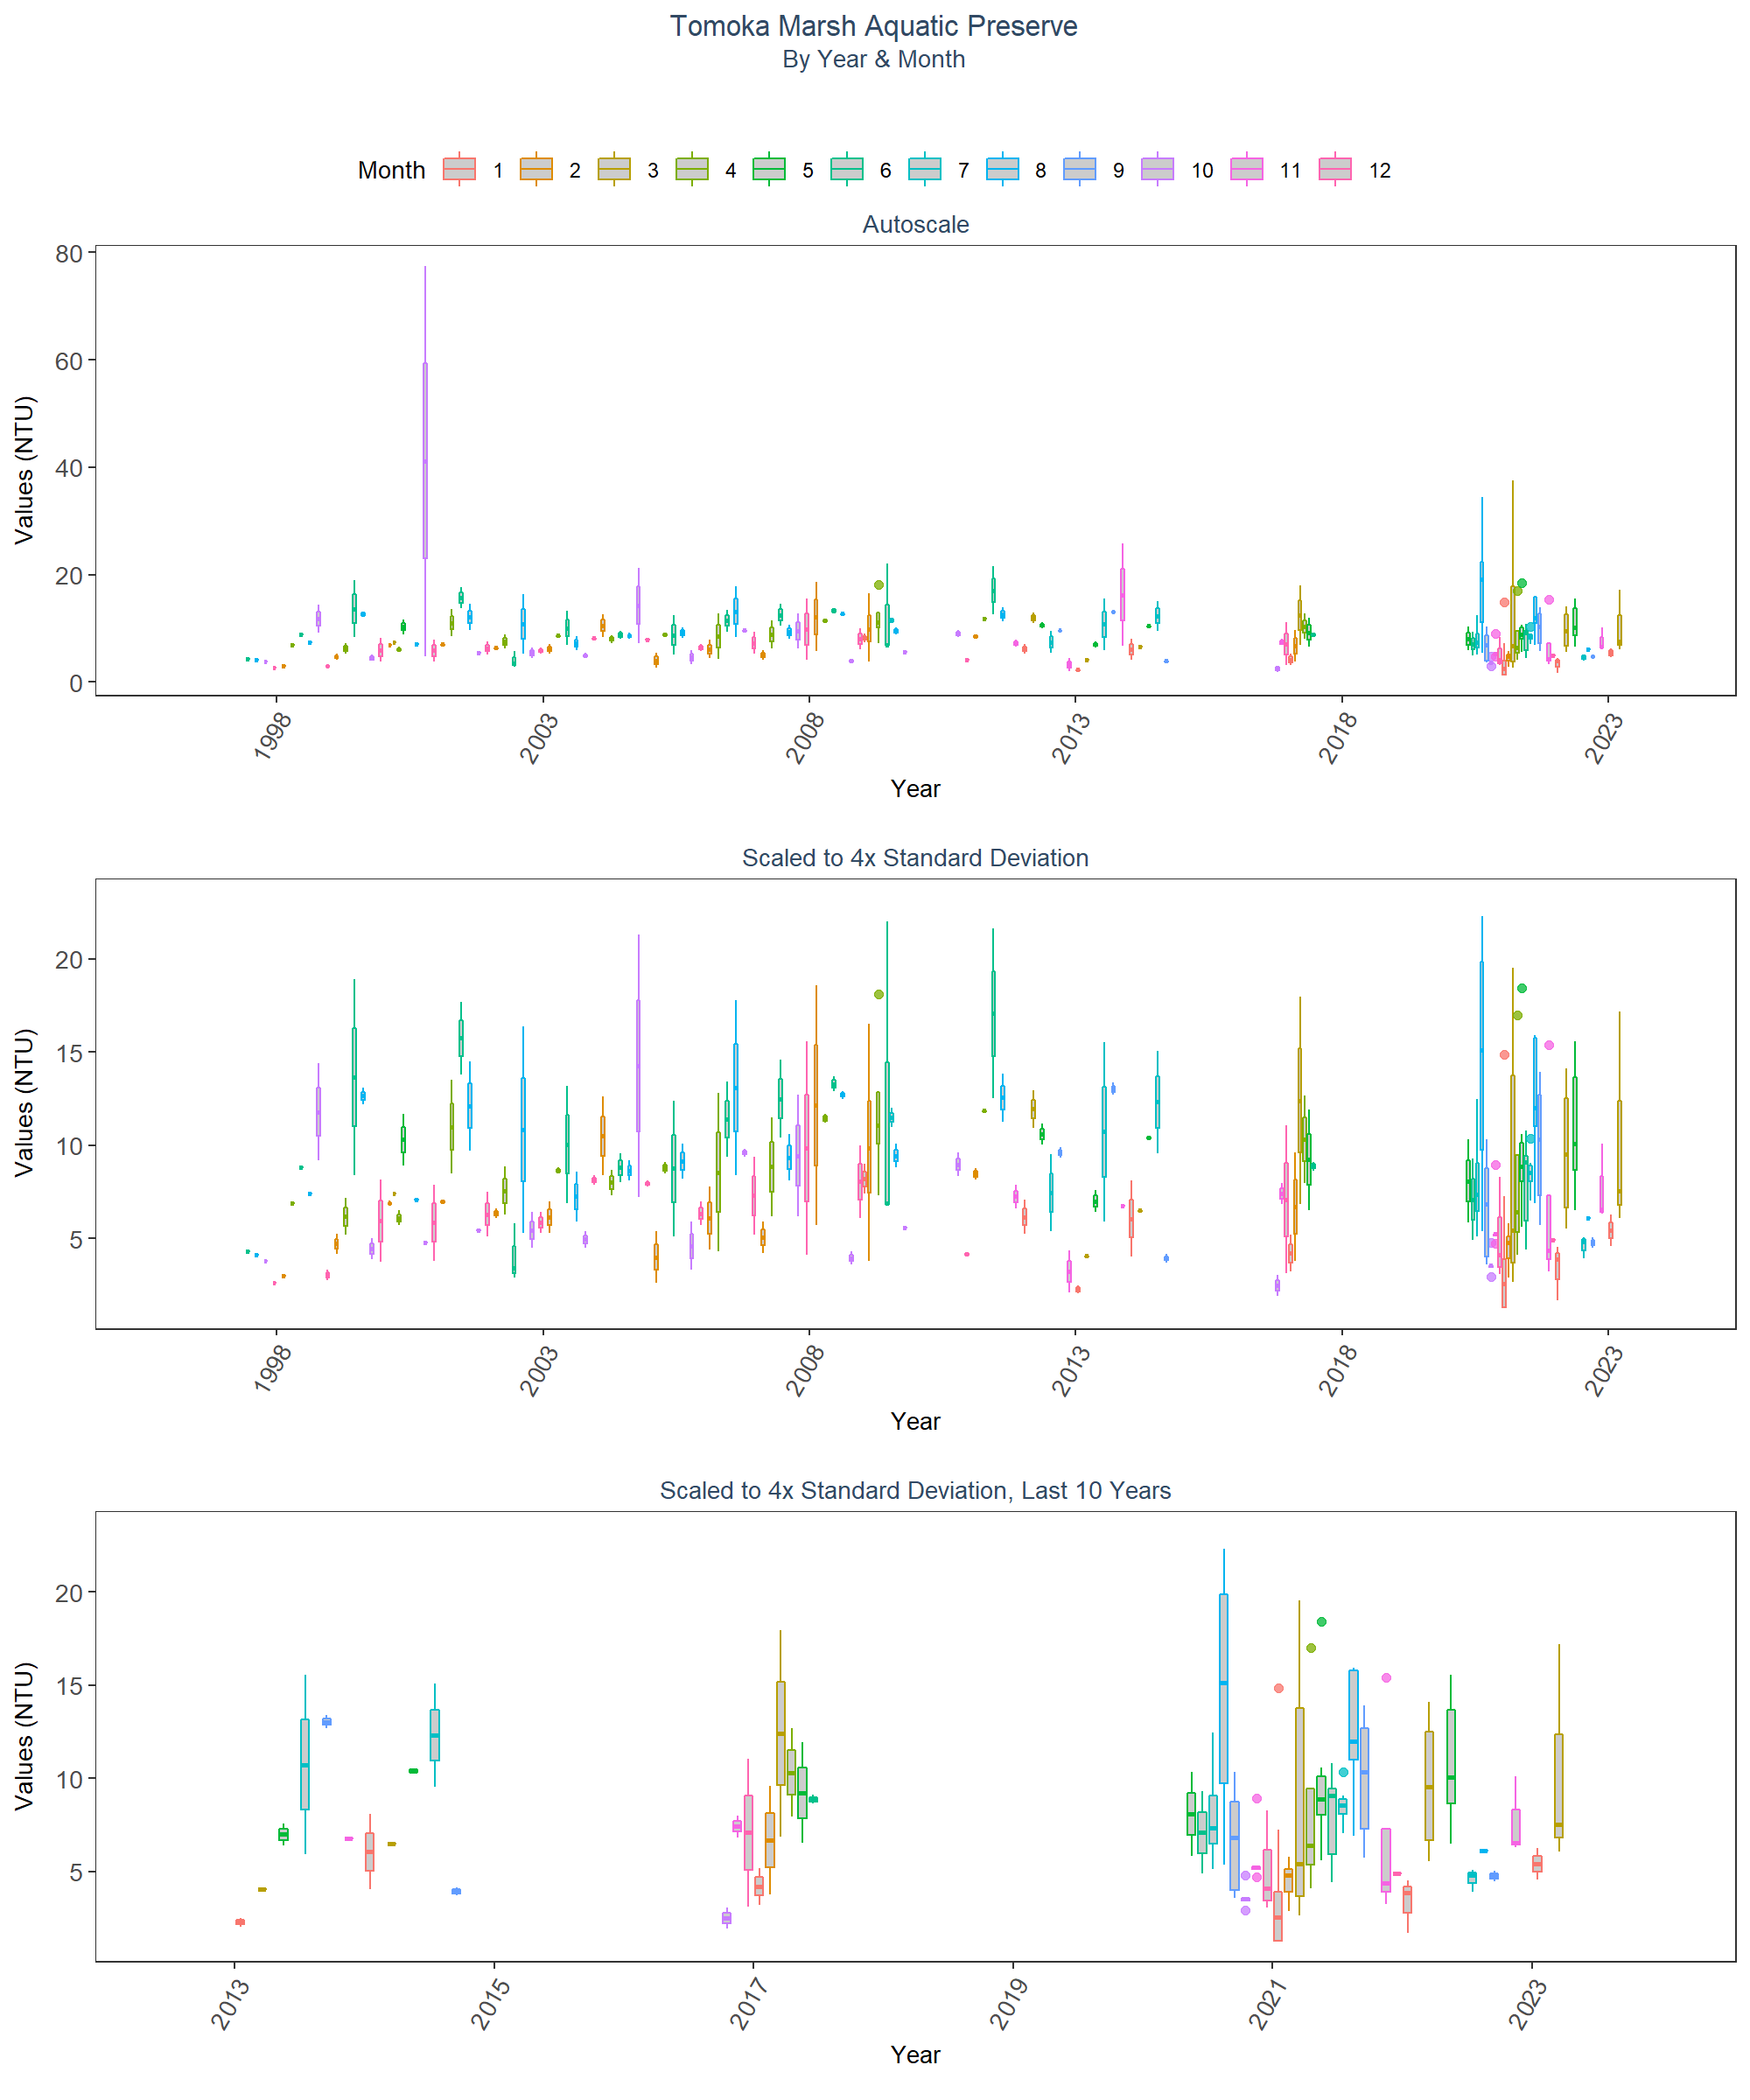 Tomoka Marsh Aquatic Preserve
By Year & Month
Month 1 2 3 4 5 6 7 8 9 10 11 12
Autoscale
Values (NTU)
80
60
40
20
0
1998 2003 2008 2013 2018 2023
Year
Scaled to 4x Standard Deviation
Values (NTU)
20
15
10
5
1998 2003 2008 2013 2018 2023
Year
Scaled to 4x Standard Deviation, Last 10 Years
Values (NTU)
20
15
10
5
2013 2015 2017 2019 2021 2023
Year